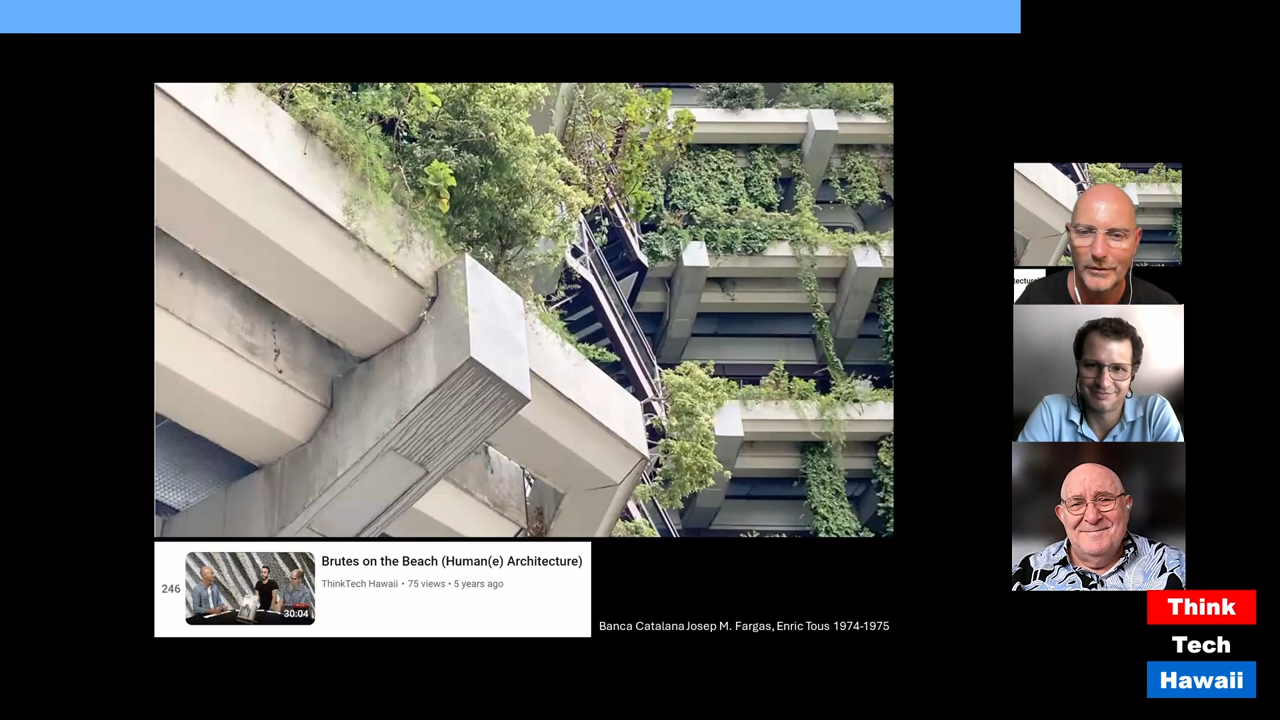 246
30:04
Brutes on the Beach (Human(e) Architecture)
ThinkTech Hawaii • 75 views • 5 years ago
Banca Catalana Josep M. Fargas, Enric Tous 1974-1975
Think
Tech
Hawaii